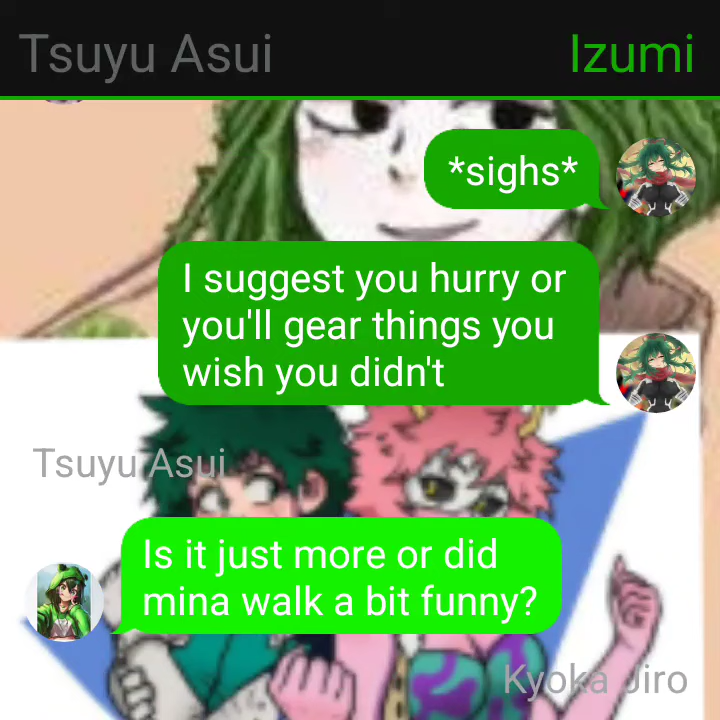 Tsuyu Asui
Izumi
*sighs*
I suggest you hurry or
you'll gear things you
wish you didn't
Tsuyu Asui
Is it just more or did
mina walk a bit funny?
Kyoka Jiro